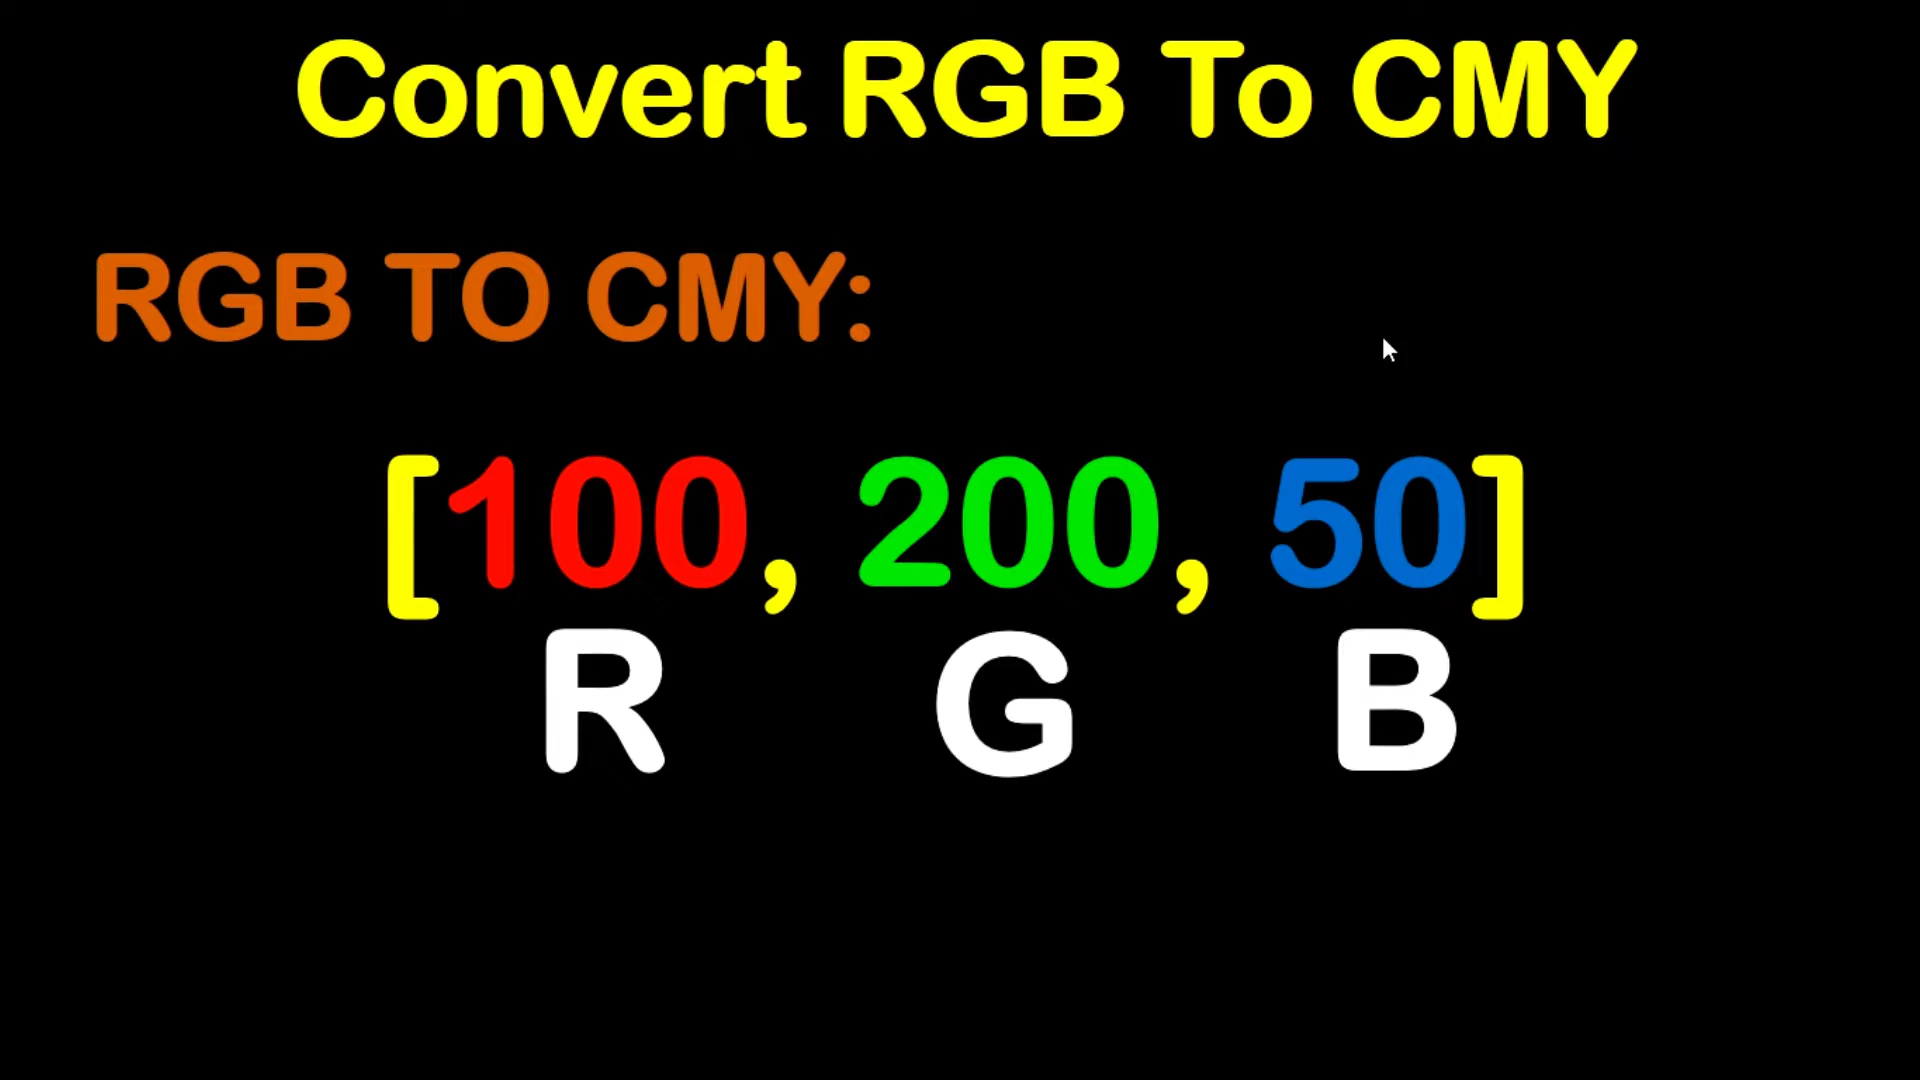 Convert RGB To CMY
RGB TO CMY:
[100, 200, 50]
R G B